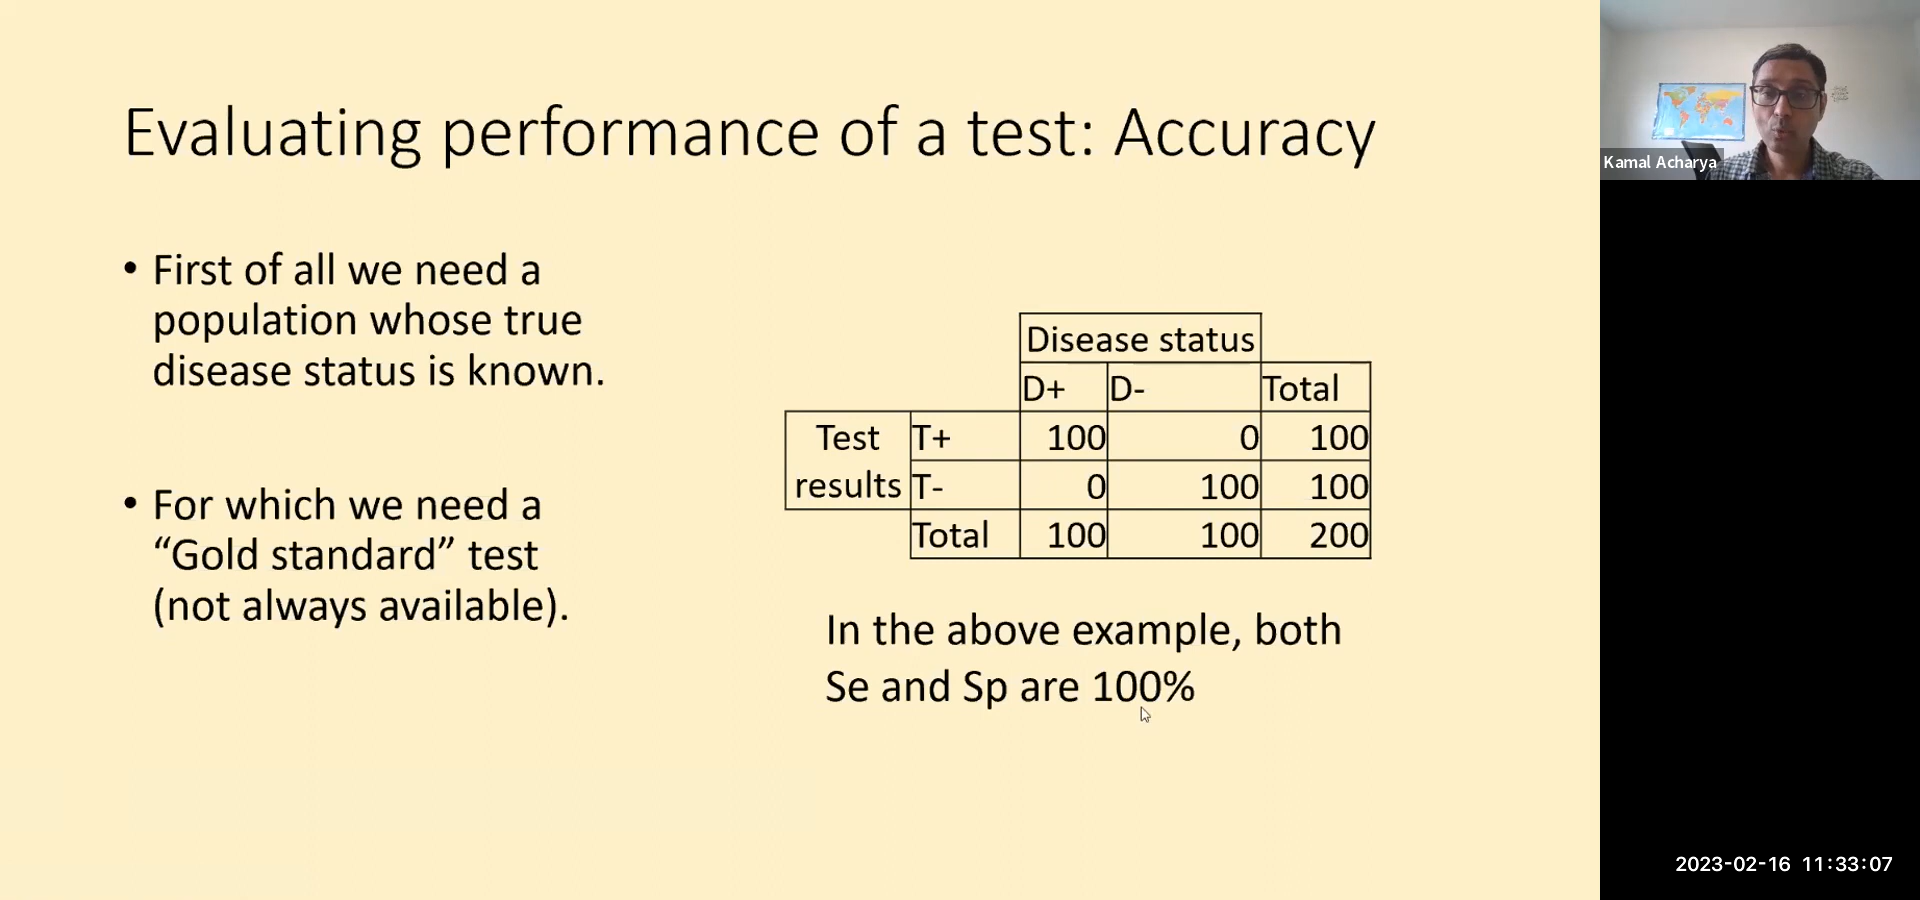 Evaluating performance of a test: Accuracy
• First of all we need a
population whose true
disease status is known.
• For which we need a
“Gold standard” test
(not always available).
Disease status
D+ D- Total
Test results T+ 100 0 100
T- 0 100 100
Total 100 100 200
In the above example, both
Se and Sp are 100%
Kamal Acharya
2023-02-16 11:33:07